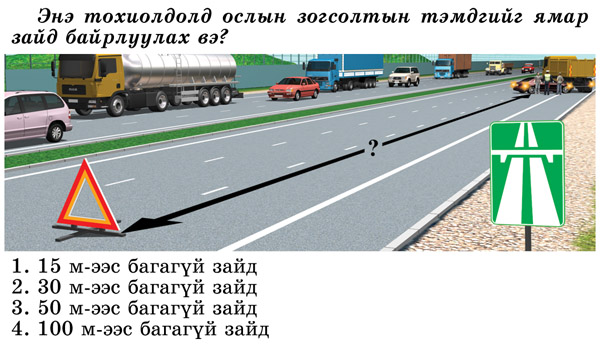 Энэ тохиолдолд ослын зогсолтын тэмдгийг ямар
зайд байрлуулах вэ?
?
1. 15 м-ээс багагүй зайд
2. 30 м-ээс багагүй зайд
3. 50 м-ээс багагүй зайд
4. 100 м-ээс багагүй зайд